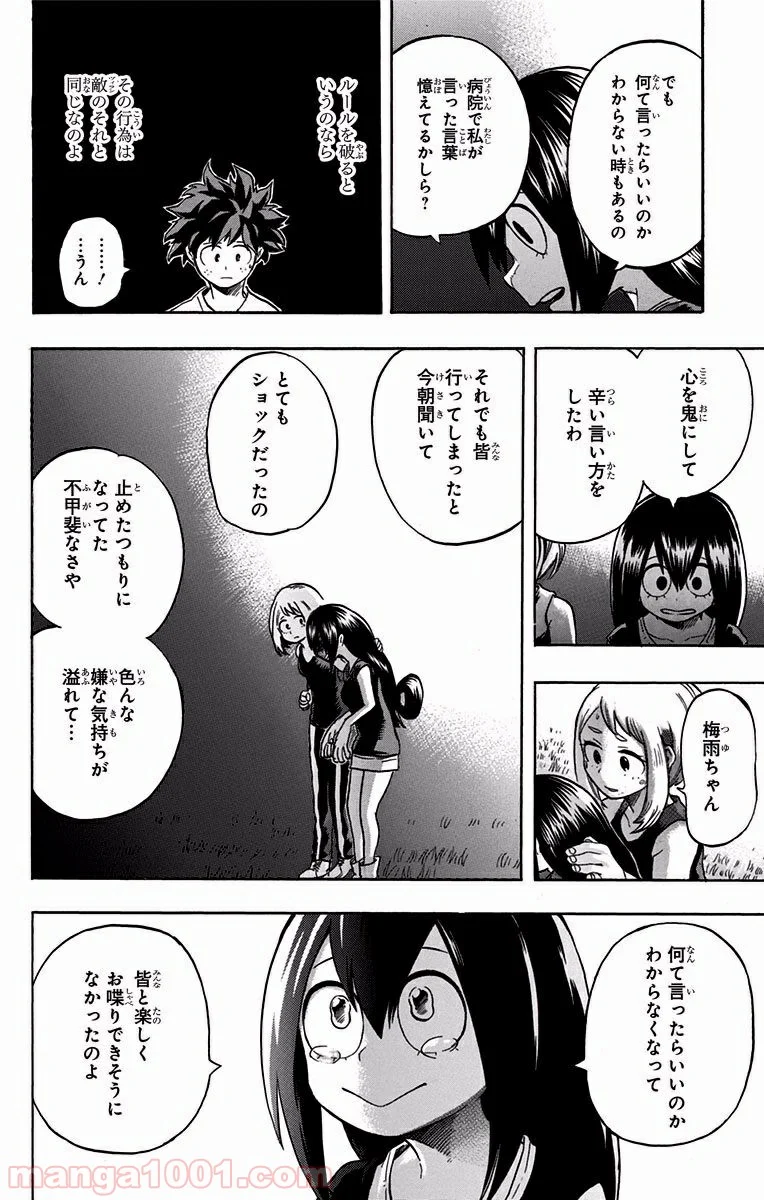 でも
何て言ったらいいのか
わからない時もあるの
病院で私が
言った言葉
憶えてるかしら?
ルールを破ると
いうのなら
その行為は
敵のそれと
同じなのよ
……!
…うん
心を鬼にして
辛い言い方を
したわ
梅雨ちゃん
それでも皆
行ってしまったと
今朝聞いて
とても
ショックだったの
止めたつもりに
なってた
不甲斐なさや
色んな
嫌な気持ちが
溢れて…
何て言ったらいいのか
わからなくなって
皆と楽しく
お喋りできそうに
なかったのよ
manga1001.com